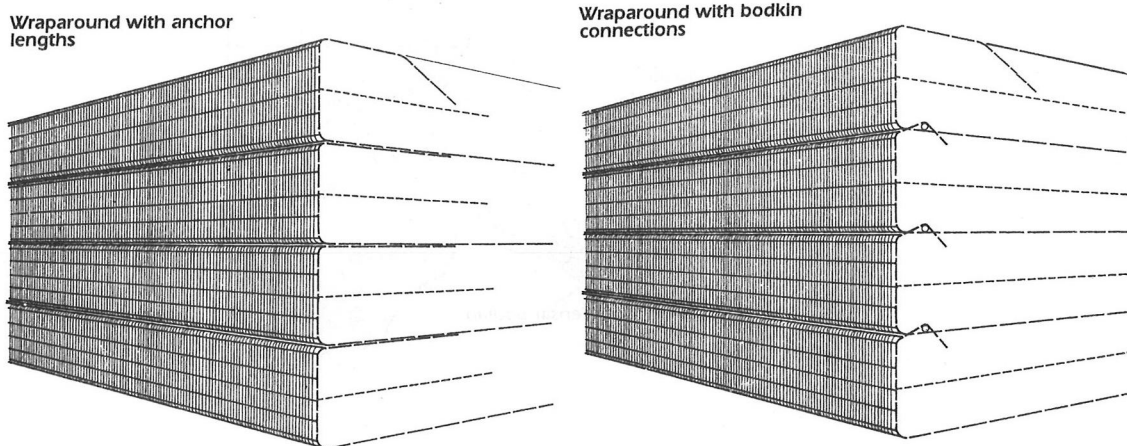 Wraparound with anchor
lengths
Wraparound with bodkin
connections